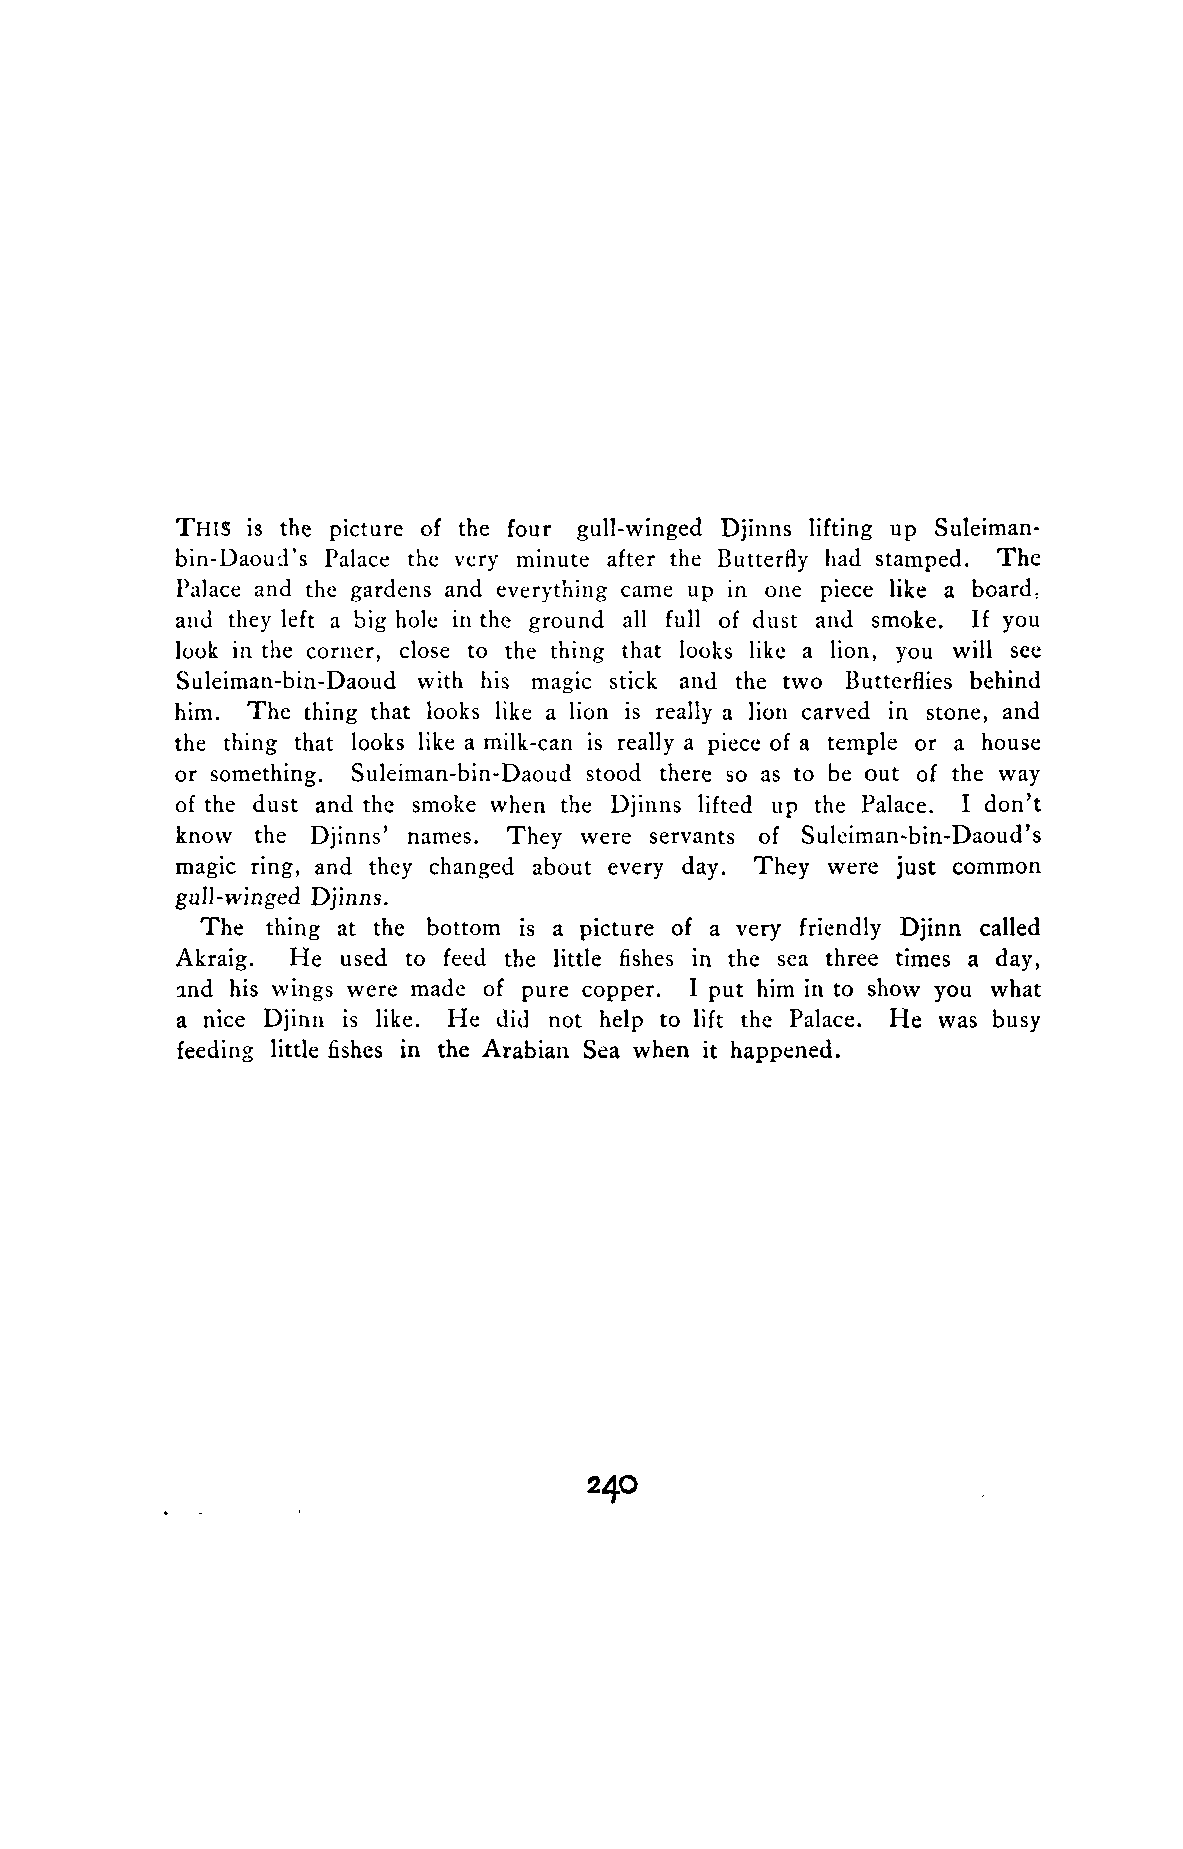 THIS is the picture of the four gull-winged Djinns lifting up Suleiman-
bin-Daoud's Palace the very minute after the Butterfly had stamped. The
Palace and the gardens and everything came up in one piece like a board,
and they left a big hole in the ground all full of dust and smoke. If you
look in the corner, close to the thing that looks like a lion, you will see
Suleiman-bin-Daoud with his magic stick and the two Butterflies behind
him. The thing that looks like a lion is really a lion carved in stone, and
the thing that looks like a milk-can is really a piece of a temple or a house
or something. Suleiman-bin-Daoud stood there so as to be out of the way
of the dust and the smoke when the Djinns lifted up the Palace. I don't
know the Djinns' names. They were servants of Suleiman-bin-Daoud's
magic ring, and they changed about every day. They were just common
gull-winged Djinns.
The thing at the bottom is a picture of a very friendly Djinn called
Akraig. He used to feed the little fishes in the sea three times a day,
and his wings were made of pure copper. I put him in to show you what
a nice Djinn is like. He did not help to lift the Palace. He was busy
feeding little fishes in the Arabian Sea when it happened.
240